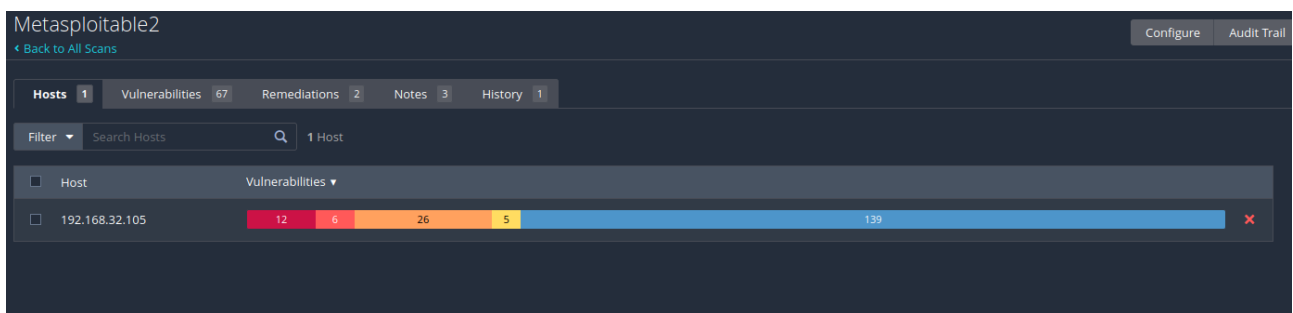 Metasploitable2
Configure Audit Trail
Back to All Scans
Hosts 1 Vulnerabilities 67 Remediations 2 Notes 3 History 1
Filter Search Hosts 1 Host
Host Vulnerabilities
192.168.32.105 12 6 26 5 139